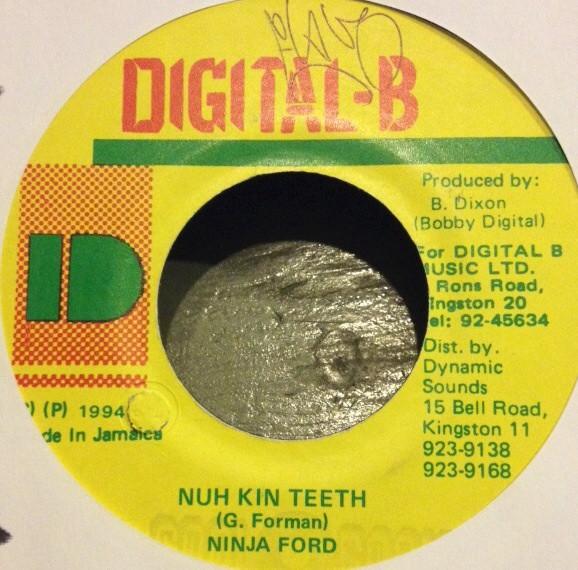 DIGITAL-B
Produced by:
B. Dixon
(Bobby Digital)
For DIGITAL B
MUSIC LTD.
Rons Road,
Kingston 20
Tel: 92-45634
Dist. by.
Dynamic
Sounds
15 Bell Road,
Kingston 11
923-9138
923-9168
D
) (P) 1994
de In Jamaica
NUH KIN TEETH
(G. Forman)
NINJA FORD